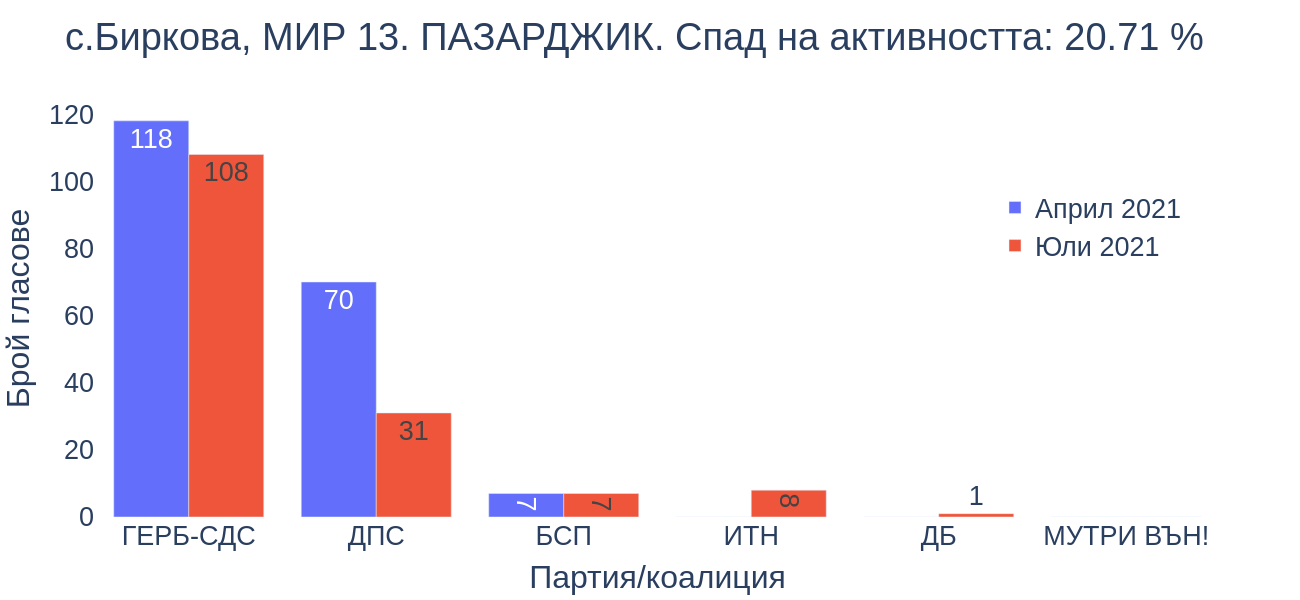 с.Биркова, МИР 13. ПАЗАРДЖИК. Спад на активността: 20.71 %
120
100
80
60
40
20
0
Брой гласове
118
108
70
31
7
7
8
1
Април 2021
Юли 2021
ГЕРБ-СДС
ДПС
БСП
ИТН
ДБ
МУТРИ ВЪН!
Партия/коалиция